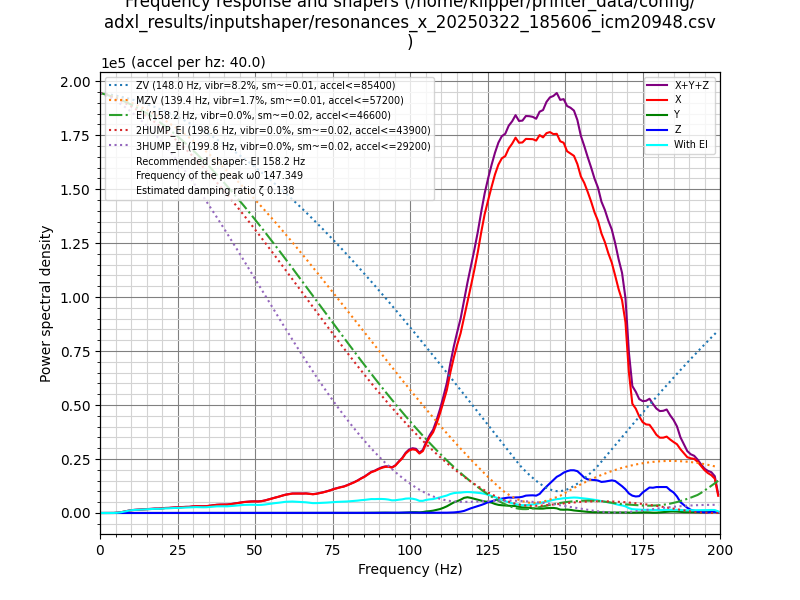 Frequency response and shapers (/home/klipper/printer_data/config/
adxl_results/inputshaper/resonances_x_20250322_185606_icm20948.csv
)
1e5 (accel per hz: 40.0)
ZV (148.0 Hz, vibr=8.2%, sm~=0.01, accel<=85400)
MZV (139.4 Hz, vibr=1.7%, sm~=0.01, accel<=57200)
EI (158.2 Hz, vibr=0.0%, sm~=0.02, accel<=46600)
2HUMP_EI (198.6 Hz, vibr=0.0%, sm~=0.02, accel<=43900)
3HUMP_EI (199.8 Hz, vibr=0.0%, sm~=0.02, accel<=29200)
Recommended shaper: EI 158.2 Hz
Frequency of the peak ω0 147.349
Estimated damping ratio ζ 0.138
X+Y+Z
X
Y
Z
With EI
2.00
1.75
1.50
1.25
1.00
0.75
0.50
0.25
0.00
Power spectral density
0 25 50 75 100 125 150 175 200
Frequency (Hz)